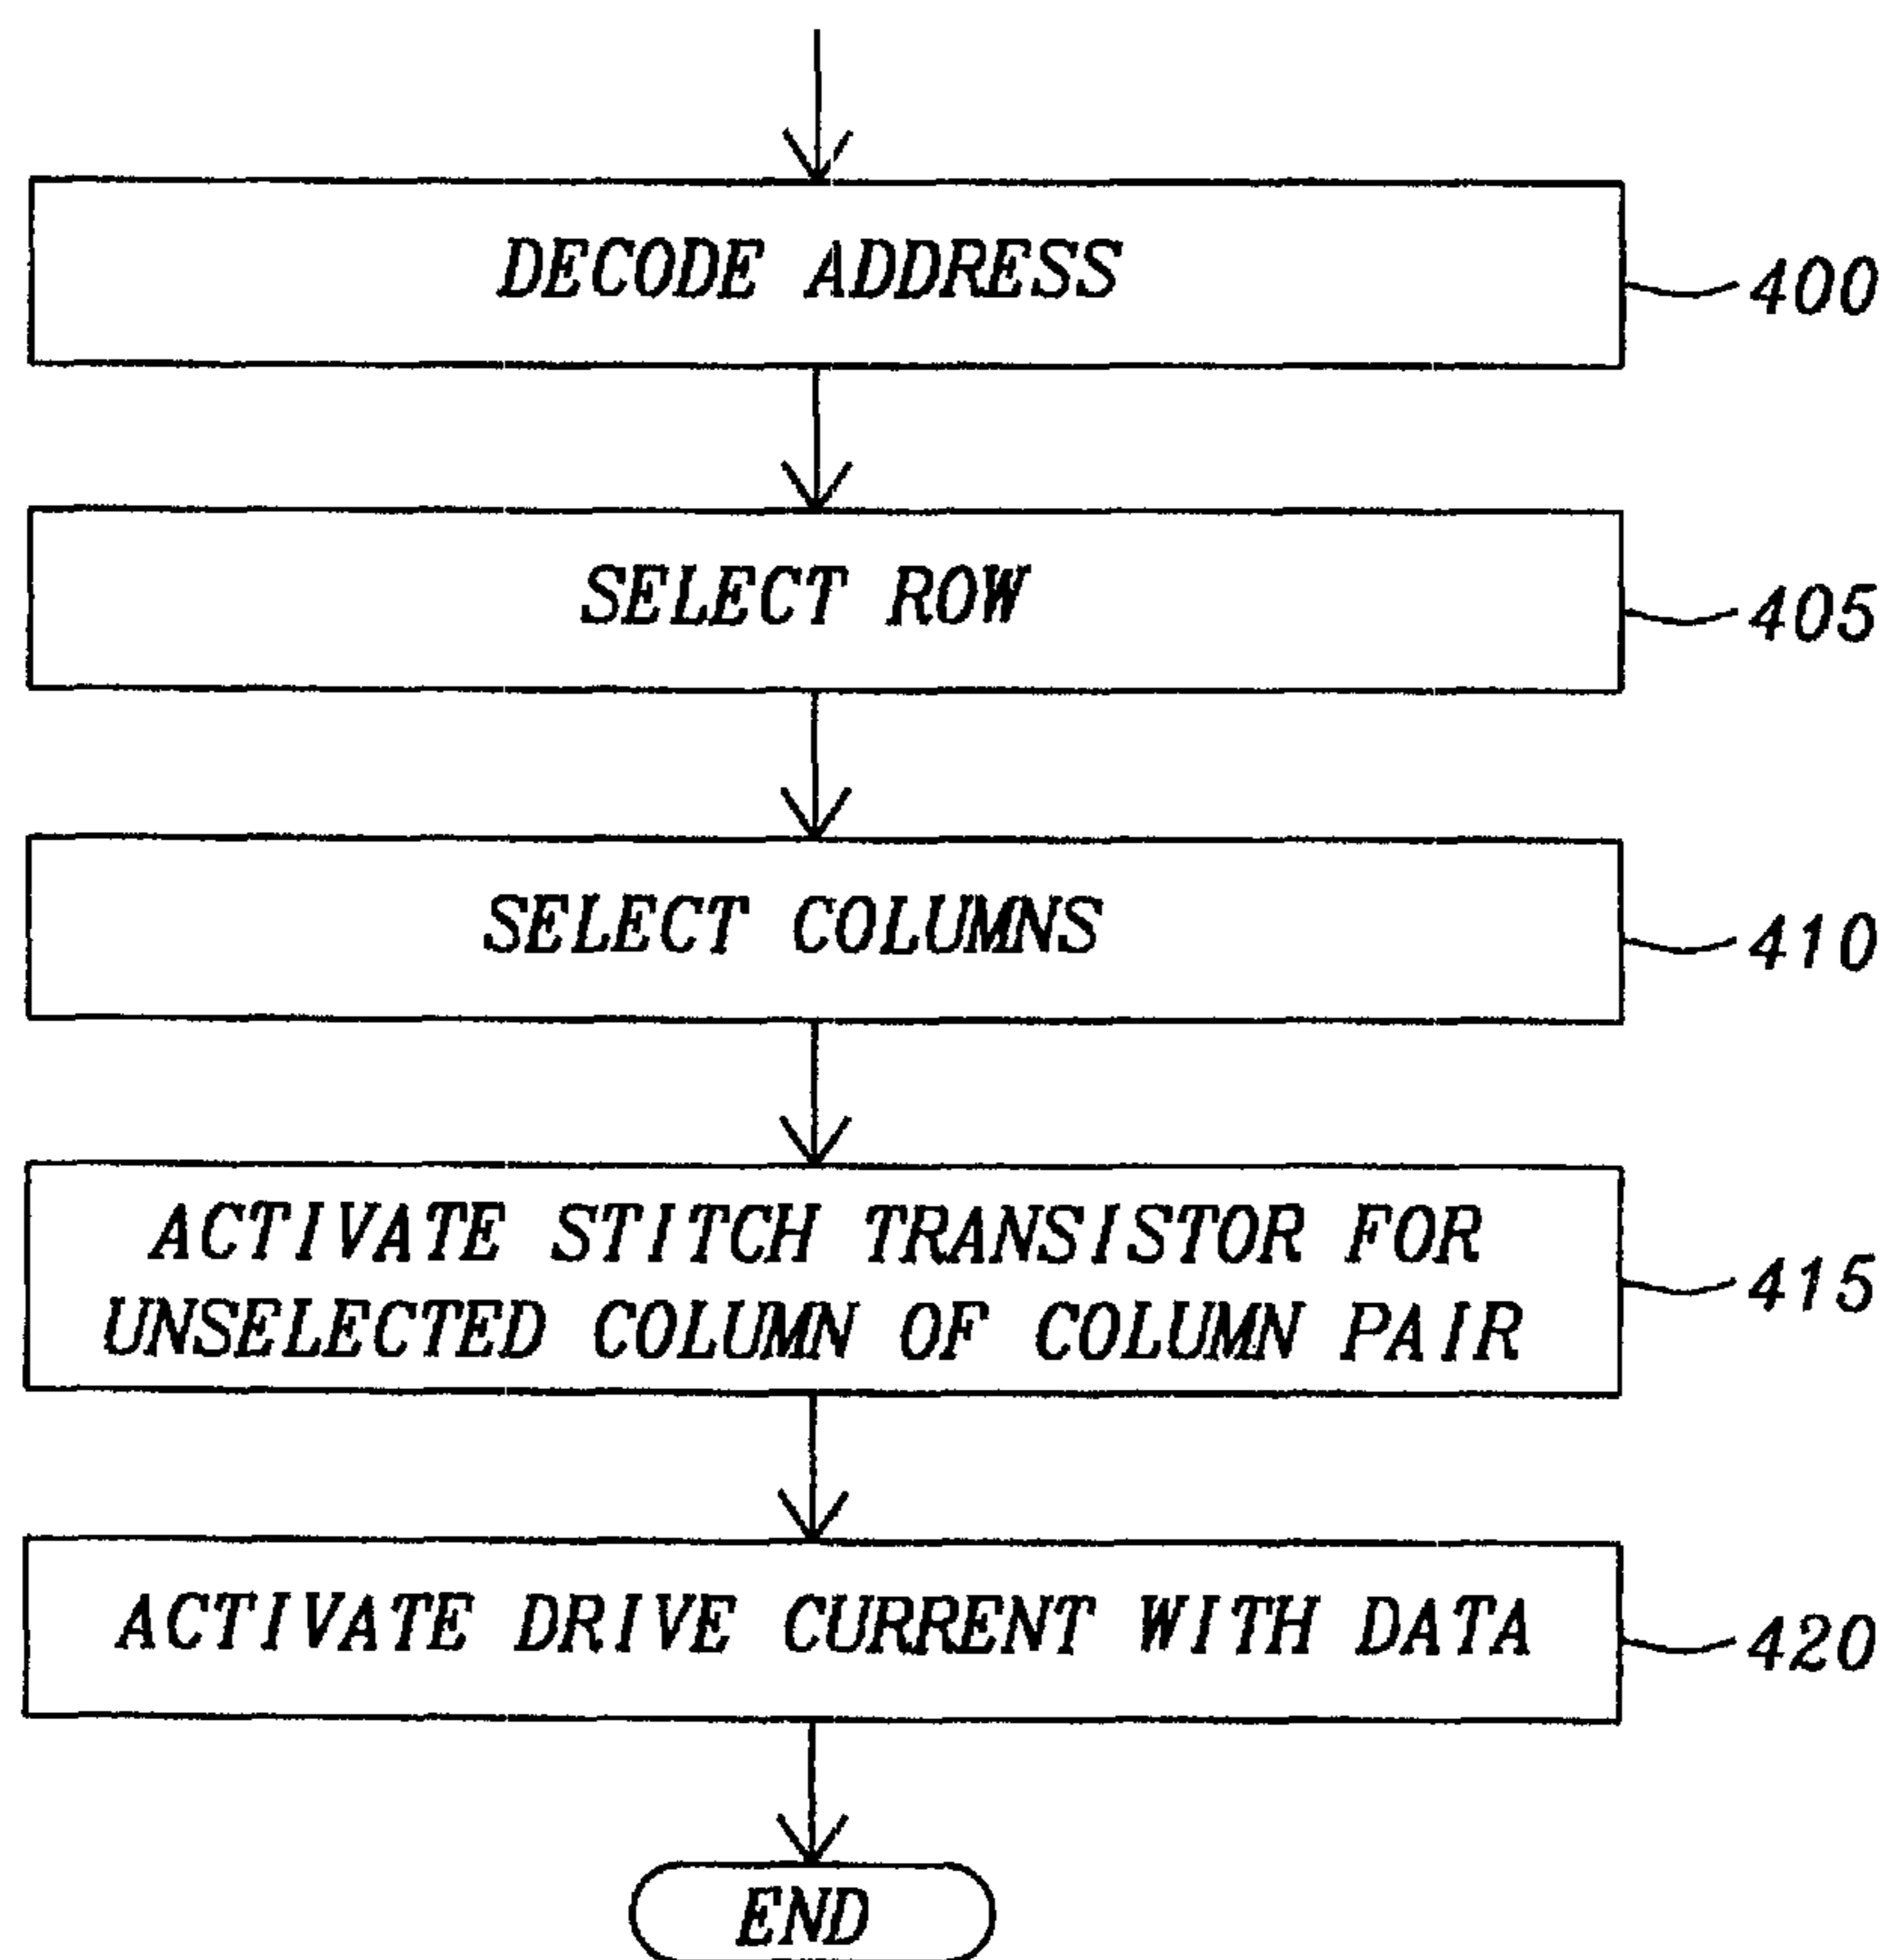 DECODE ADDRESS
400
SELECT ROW
405
SELECT COLUMNS
410
ACTIVATE STITCH TRANSISTOR FOR
UNSELECTED COLUMN OF COLUMN PAIR
415
ACTIVATE DRIVE CURRENT WITH DATA
420
END